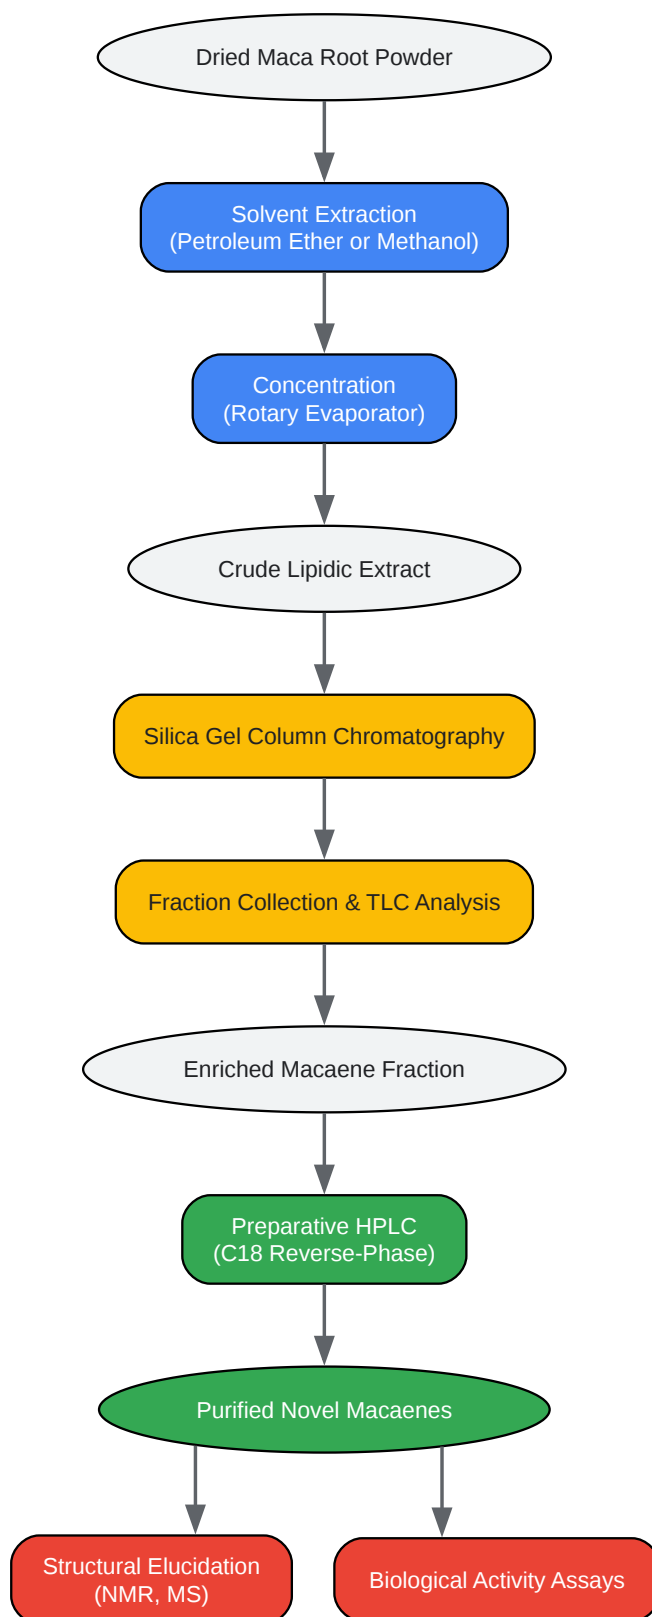 Dried Maca Root Powder
Solvent Extraction
(Petroleum Ether or Methanol)
Concentration
(Rotary Evaporator)
Crude Lipidic Extract
Silica Gel Column Chromatography
Fraction Collection & TLC Analysis
Enriched Macaene Fraction
Preparative HPLC
(C18 Reverse-Phase)
Purified Novel Macaenes
Structural Elucidation
(NMR, MS)
Biological Activity Assays